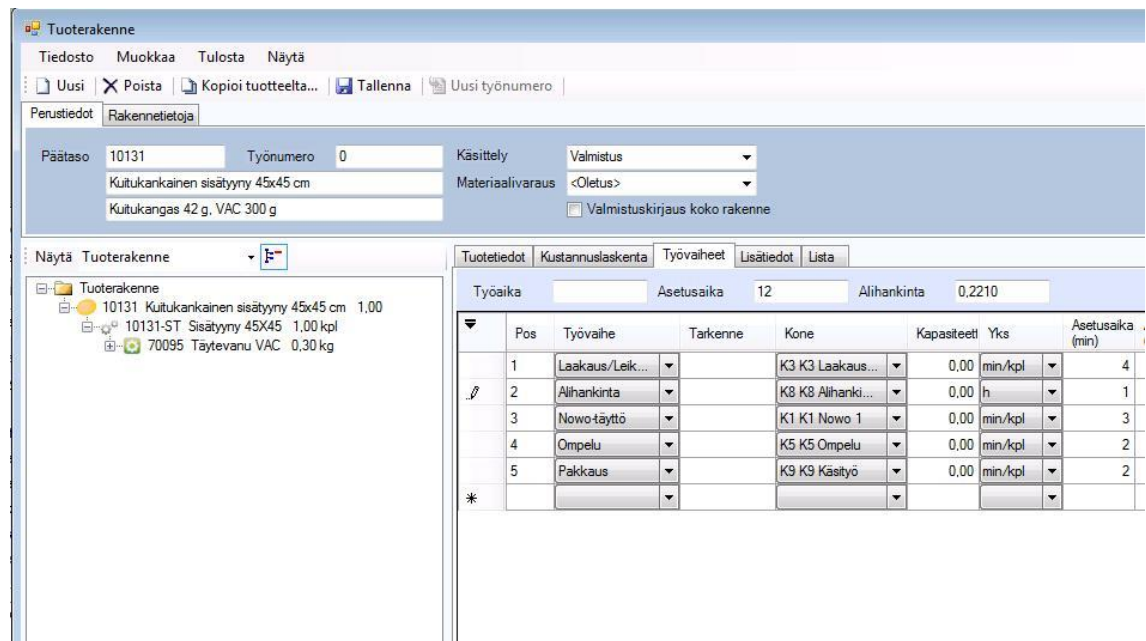 Tuoterakenne
Tiedosto Muokkaa Tulosta Näytä
Uusi Poista Kopioi tuotteelta... Tallenna Uusi työnumero
Perustiedot Rakennetietoja
Päätaso 10131 Työnumero 0 Käsittely Valmistus
Kuitukankainen sisätyyny 45x45 cm Materiaalivaraus <Oletus>
Kuitukangas 42 g, VAC 300 g Valmistuskirjaus koko rakenne
Näytä Tuoterakenne
Tuoterakenne
10131 Kuitukankainen sisätyyny 45x45 cm 1,00
10131-ST Sisätyyny 45X45 1,00 kpl
70095 Täytevanu VAC 0,30 kg
Tuotetiedot Kustannuslaskenta Työvaiheet Lisätiedot Lista
Työaika Asetusaika 12 Alihankinta 0,2210
Pos Työvaihe Tarkenne Kone Kapasiteetti Yks Asetusaika (min)
1 Laakaus/Leik... K3 K3 Laakaus... 0,00 min/kpl 4
2 Alihankinta K8 K8 Alihanki... 0,00 h 1
3 Nowo-täyttö K1 K1 Nowo 1 0,00 min/kpl 3
4 Ompelu K5 K5 Ompelu 0,00 min/kpl 2
5 Pakkaus K9 K9 Käsityö 0,00 min/kpl 2